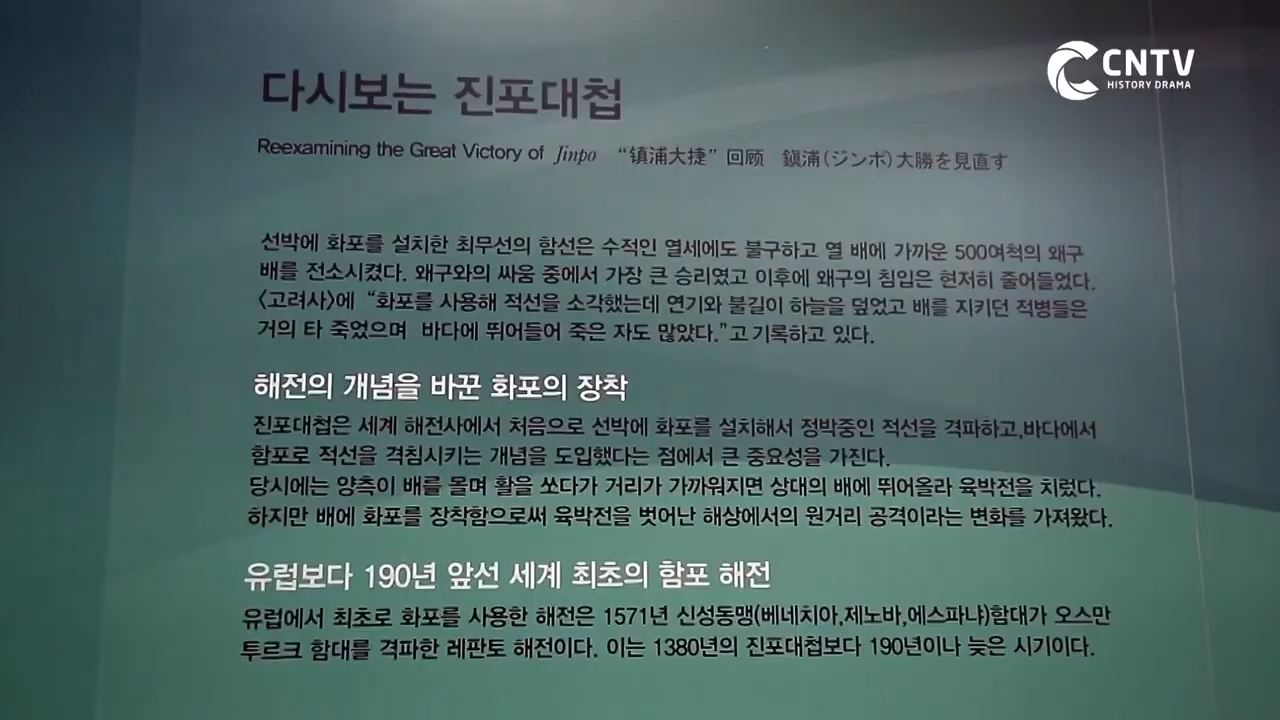 CNTV
HISTORY DRAMA
다시보는 진포대첩
Reexamining the Great Victory of Jinpo “镇浦大捷” 回顾 鎭浦(ジンポ)大勝を見直す
선박에 화포를 설치한 최무선의 함선은 수적인 열세에도 불구하고 열 배에 가까운 500여척의 왜구
배를 전소시켰다. 왜구와의 싸움 중에서 가장 큰 승리였고 이후에 왜구의 침입은 현저히 줄어들었다.
<고려사>에 “화포를 사용해 적선을 소각했는데 연기와 불길이 하늘을 덮었고 배를 지키던 적병들은
거의 타 죽었으며 바다에 뛰어들어 죽은 자도 많았다.”고 기록하고 있다.
해전의 개념을 바꾼 화포의 장착
진포대첩은 세계 해전사에서 처음으로 선박에 화포를 설치해서 정박중인 적선을 격파하고,바다에서
함포로 적선을 격침시키는 개념을 도입했다는 점에서 큰 중요성을 가진다.
당시에는 양측이 배를 몰며 활을 쏘다가 거리가 가까워지면 상대의 배에 뛰어올라 육박전을 치렀다.
하지만 배에 화포를 장착함으로써 육박전을 벗어난 해상에서의 원거리 공격이라는 변화를 가져왔다.
유럽보다 190년 앞선 세계 최초의 함포 해전
유럽에서 최초로 화포를 사용한 해전은 1571년 신성동맹(베네치아,제노바,에스파냐)함대가 오스만
투르크 함대를 격파한 레판토 해전이다. 이는 1380년의 진포대첩보다 190년이나 늦은 시기이다.